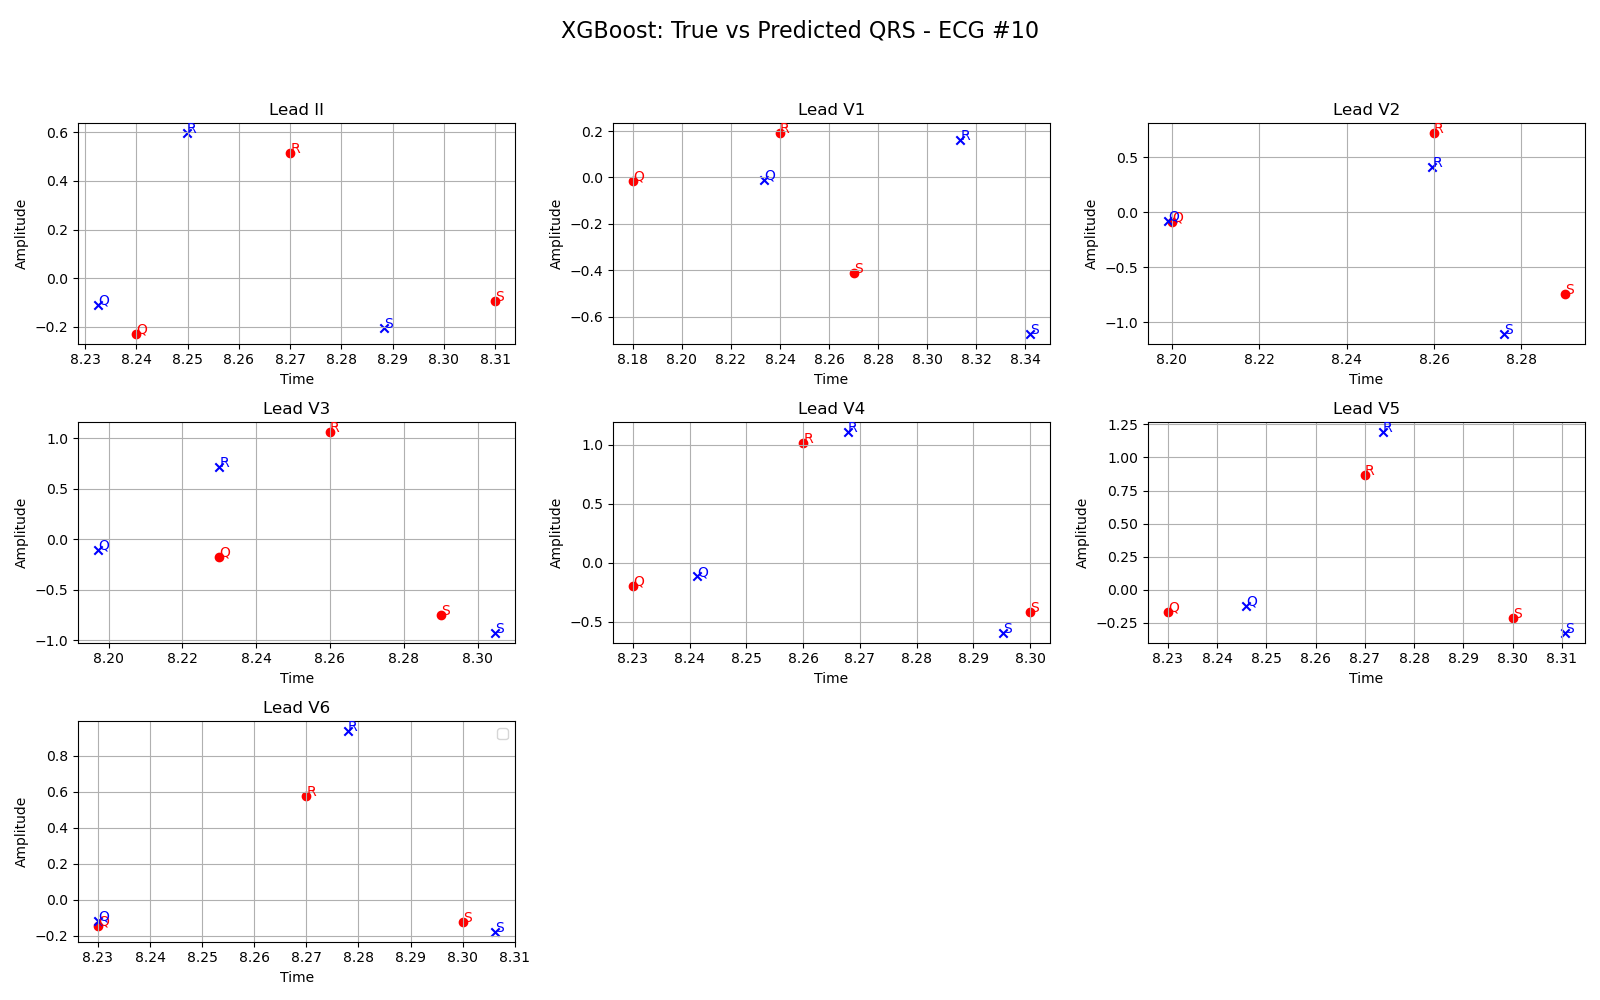 XGBoost: True vs Predicted QRS - ECG #10
Lead II
Amplitude
0.6
0.4
0.2
0.0
−0.2
R
R
Q
Q
S
S
8.23 8.24 8.25 8.26 8.27 8.28 8.29 8.30 8.31
Time
Lead V1
Amplitude
0.2
0.0
−0.2
−0.4
−0.6
R
R
Q
Q
S
S
8.18 8.20 8.22 8.24 8.26 8.28 8.30 8.32 8.34
Time
Lead V2
Amplitude
0.5
0.0
−0.5
−1.0
R
R
Q
Q
S
S
8.20 8.22 8.24 8.26 8.28
Time
Lead V3
Amplitude
1.0
0.5
0.0
−0.5
−1.0
R
R
Q
Q
S
S
8.20 8.22 8.24 8.26 8.28 8.30
Time
Lead V4
Amplitude
1.0
0.5
0.0
−0.5
R
R
Q
Q
S
S
8.23 8.24 8.25 8.26 8.27 8.28 8.29 8.30
Time
Lead V5
Amplitude
1.25
1.00
0.75
0.50
0.25
0.00
−0.25
R
R
Q
Q
S
S
8.23 8.24 8.25 8.26 8.27 8.28 8.29 8.30 8.31
Time
Lead V6
Amplitude
0.8
0.6
0.4
0.2
0.0
−0.2
R
R
Q
Q
S
S
8.23 8.24 8.25 8.26 8.27 8.28 8.29 8.30 8.31
Time